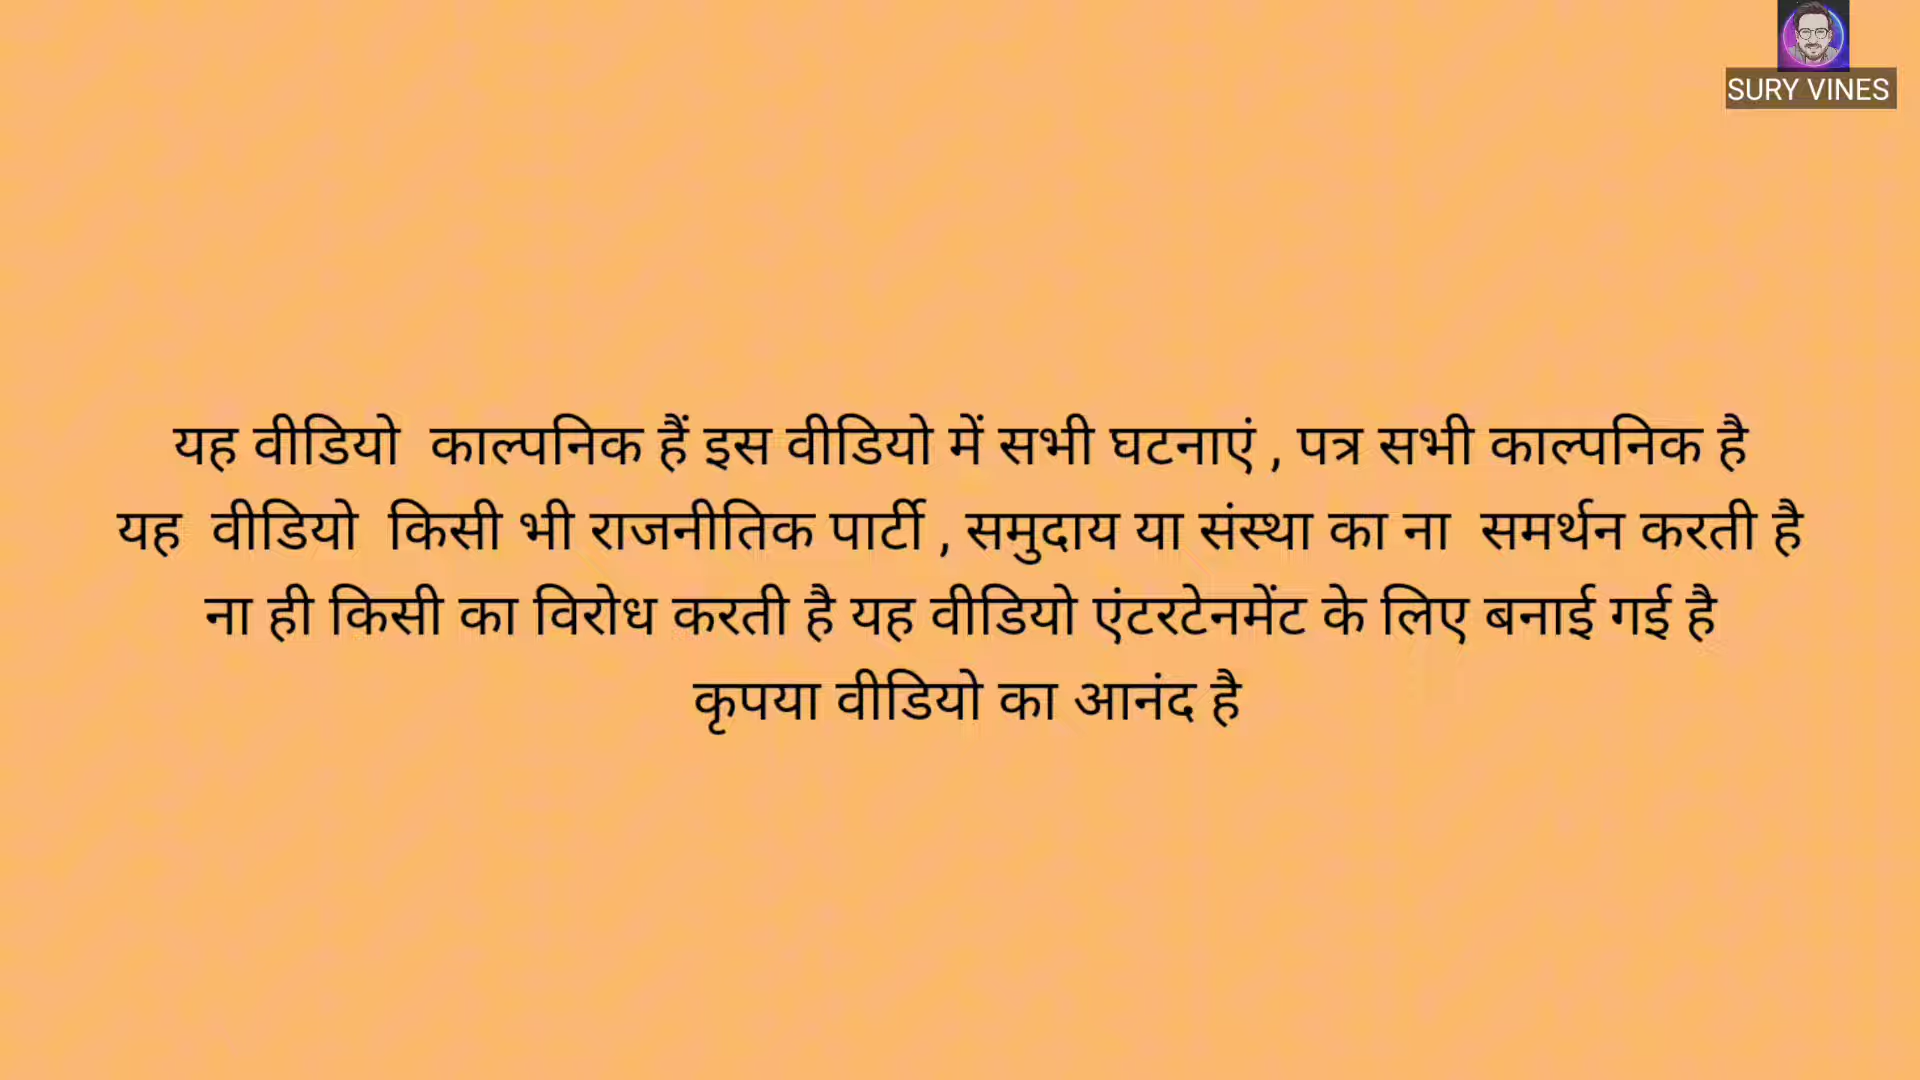 SURY VINES
यह वीडियो काल्पनिक हैं इस वीडियो में सभी घटनाएं , पत्र सभी काल्पनिक है
यह वीडियो किसी भी राजनीतिक पार्टी , समुदाय या संस्था का ना समर्थन करती है
ना ही किसी का विरोध करती है यह वीडियो एंटरटेनमेंट के लिए बनाई गई है
कृपया वीडियो का आनंद है